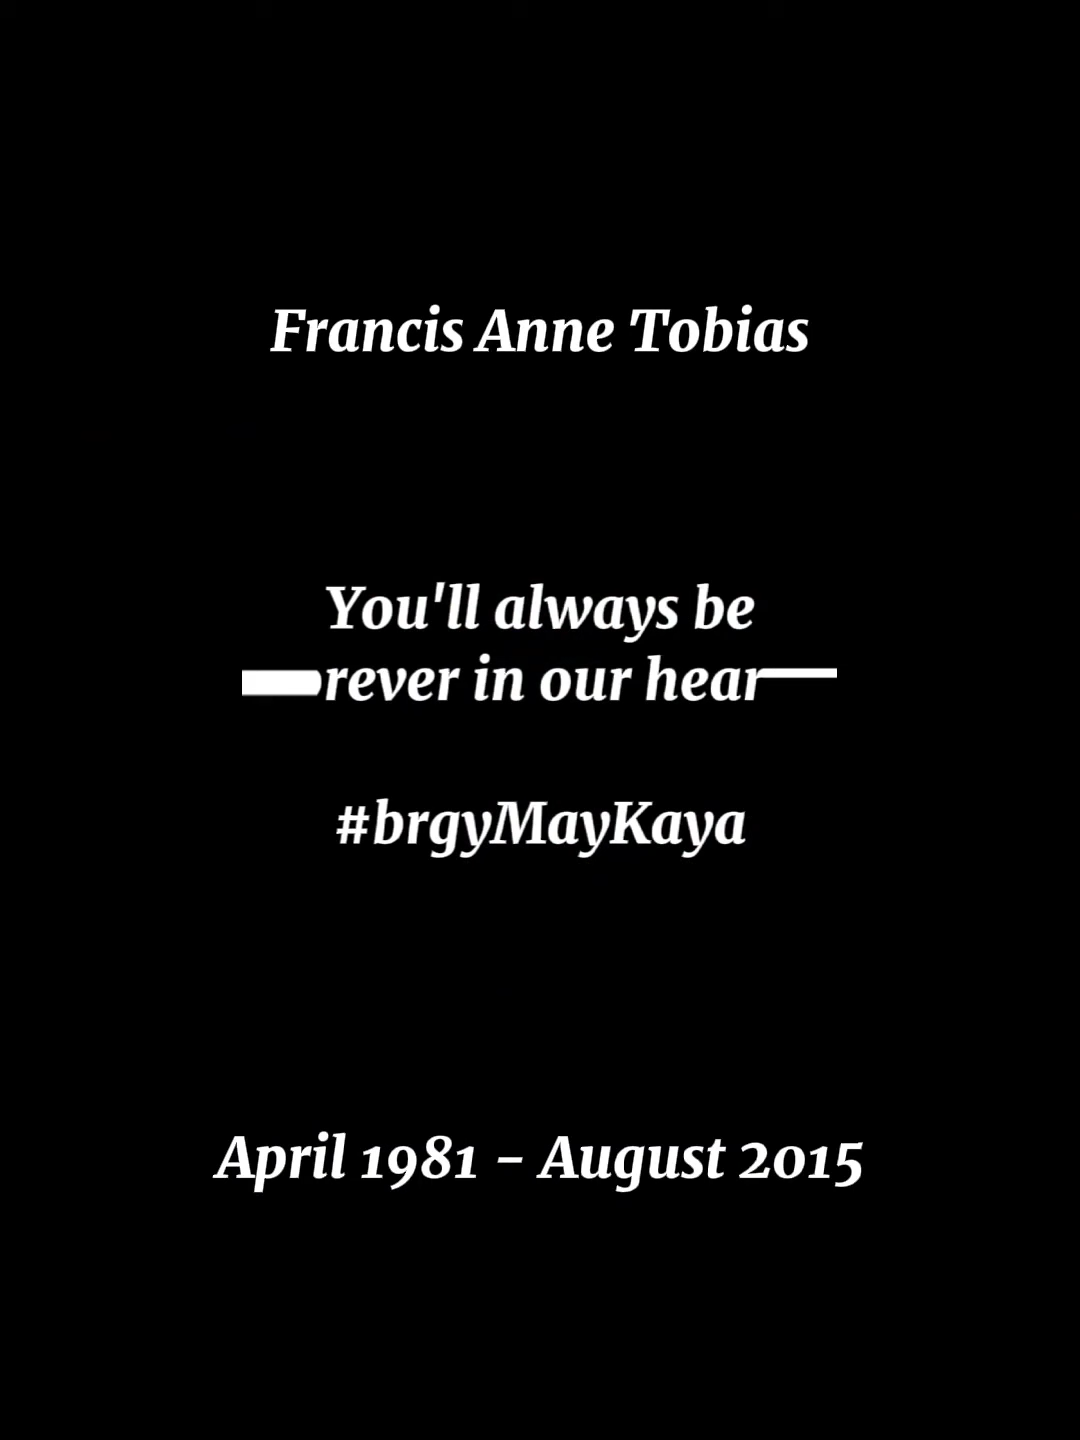 Francis Anne Tobias
You'll always be
rever in our hear
#brgyMayKaya
April 1981 - August 2015